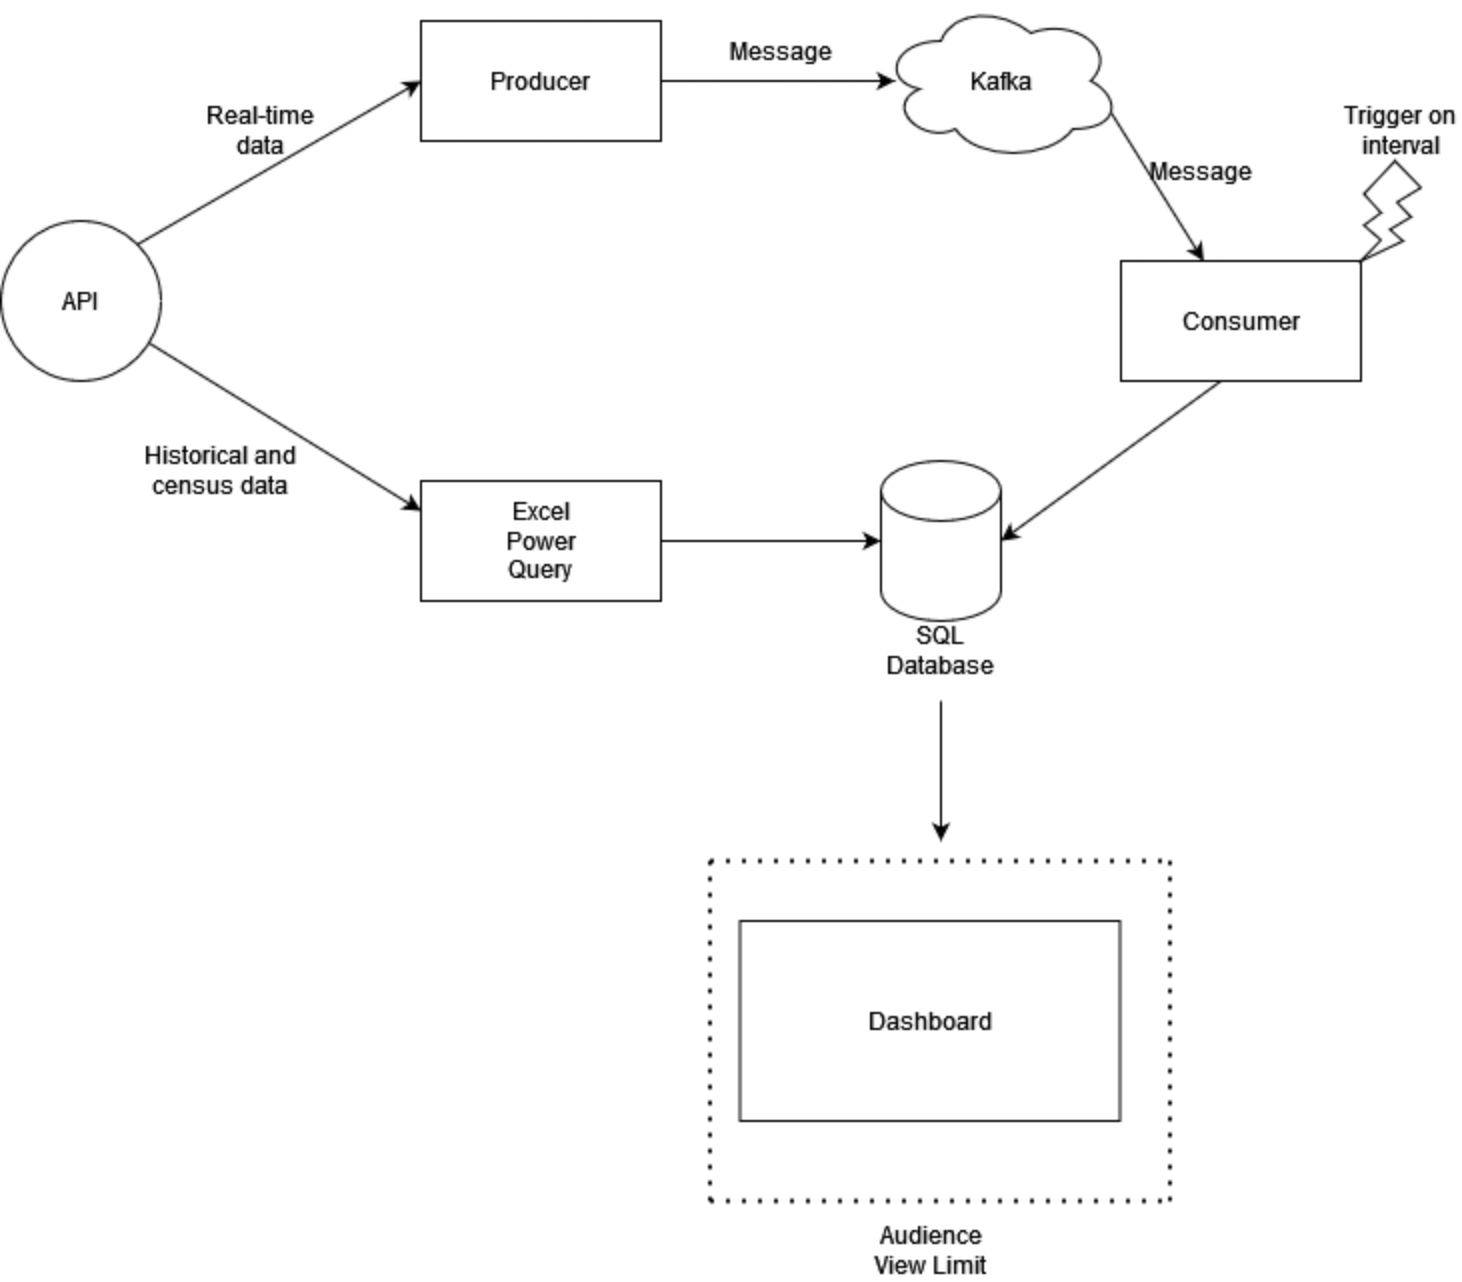 Producer
Message
Kafka
Real-time
data
Trigger on
interval
Message
API
Consumer
Historical and
census data
Excel
Power
Query
SQL
Database
Dashboard
Audience
View Limit